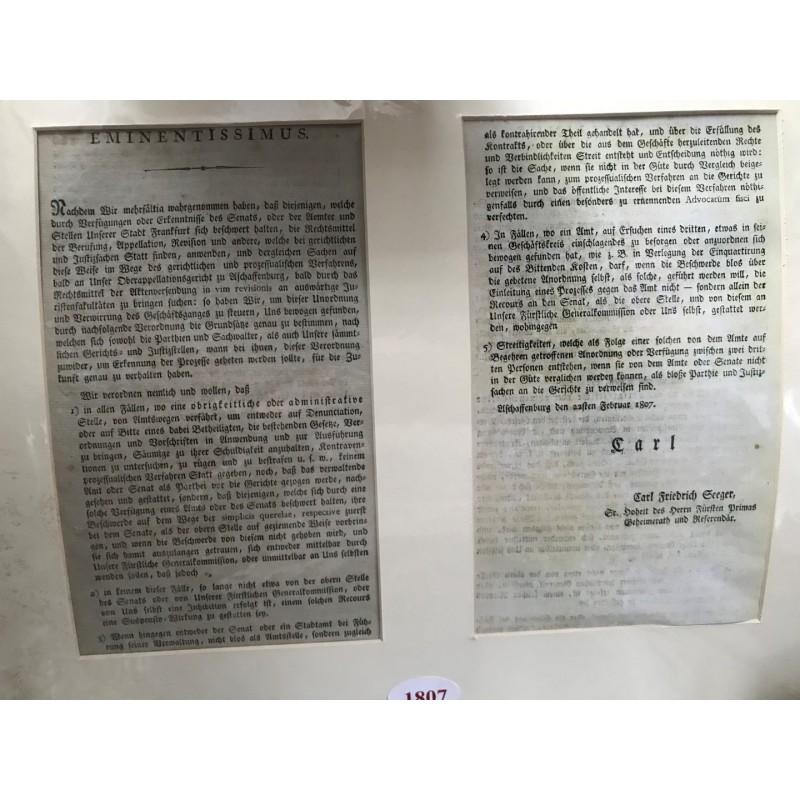 EMINENTISSIMUS.
Nachdem Wir mehrfältig wahrgenommen haben, daß diejenigen, welche
durch Verfügungen oder Erkenntnisse des Senats, oder der Aemter und
Stellen Unserer Stadt Frankfurt sich beschwert halten, die Rechtsmittel
der Berufung, Appellation, Revision und andere, welche bei gerichtlichen
und Justizsachen Statt finden, anwenden, und dergleichen Sachen auf
diese Weise im Wege des gerichtlichen und prozessualischen Verfahrens,
bald an Unser Oberappellationsgericht zu Aschaffenburg, bald durch das
Rechtsmittel der Aktenversendung in vim revisionis an auswärtige Ju-
ristenfakultäten zu bringen suchen: so haben Wir, um dieser Unordnung
und Verwirrung des Geschäftsganges zu steuern, Uns bewogen gefunden,
durch nachfolgende Verordnung die Grundsätze genau zu bestimmen, nach
welchen sich sowohl die Parthien und Sachwalter, als auch Unsere sämmt-
lichen Gerichts- und Justizstellen, wann bei ihnen, dieser Verordnung
zuwider, um Erkennung der Prozesse gebeten werden sollte, für die Zu-
kunft genau zu verhalten haben.
Wir verordnen nemlich und wollen, daß
1) in allen Fällen, wo eine obrigkeitliche oder administrative
Stelle, von Amtswegen verfährt, um entweder auf Denunciation,
oder auf Bitte eines dabei Betheiligten, die bestehenden Gesetze, Ver-
ordnungen und Vorschriften in Anwendung und zur Ausführung
zu bringen, Säumige zu ihrer Schuldigkeit anzuhalten, Kontraven-
tionen zu untersuchen, zu rügen und zu bestrafen u. s. w., keinem
prozessualischen Verfahren Statt gegeben, noch, daß das verwaltende
Amt oder Senat als Parthei vor die Gerichte gezogen werde, nach-
gesehen und gestattet, sondern, daß diejenigen, welche sich durch eine
solche Verfügung eines Amts oder des Senats beschwert halten, ihre
Beschwerde auf dem Wege der simplicis querelae, respective zuerst
bei dem Senate, als der obern Stelle auf geziemende Weise vorbrin-
gen, und wenn die Beschwerde von diesem nicht gehoben wird, und
sie sich damit auszulangen getrauen, sich entweder mittelbar durch
Unsere Fürstliche Generalkommission, oder unmittelbar an Uns selbsten
wenden sollen, daß jedoch
2) in keinem dieser Fälle, so lange nicht etwa von der obern Stelle
des Senats oder von Unserer Fürstlichen Generalkommission, oder
von Uns selbst eine Inhibition erfolgt ist, einem solchen Recours
eine Suspensiv-Wirkung zu gestatten sey.
3) Wenn hingegen entweder der Senat oder ein Stadtamt bei Füh-
rung seiner Verwaltung, nicht blos als Amtsstelle, sondern zugleich
als kontrahirender Theil gehandelt hat, und über die Erfüllung des
Kontrakts, oder über die aus dem Geschäfte herzuleitenden Rechte
und Verbindlichkeiten Streit entsteht und Entscheidung nöthig wird:
so ist die Sache, wenn sie nicht in der Güte durch Vergleich beige-
legt werden kann, zum prozessualischen Verfahren an die Gerichte zu
verweisen, und das öffentliche Interesse bei diesem Verfahren nöthi-
genfalls durch einen besonders zu ernennenden Advocatum fisci zu
verfechten.
4) In Fällen, wo ein Amt, auf Ersuchen eines dritten, etwas in sei-
nen Geschäftskreis einschlagendes zu besorgen oder anzuordnen sich
bewogen gefunden hat, wie z. B. in Verlegung der Einquartirung
auf des Bittenden Kosten, darf, wenn die Beschwerde blos über
die gebetene Anordnung selbst, als solche, geführt werden will, die
Einleitung eines Prozesses gegen das Amt nicht — sondern allein der
Recours an den Senat, als die obere Stelle, und von diesem an
Unsere Fürstliche Generalkommission oder an Uns selbst, gestattet wer-
den, wohingegen
5) Streitigkeiten, welche als Folge einer solchen von dem Amte auf
Begehren getroffenen Anordnung oder Verfügung zwischen zwei drit-
ten Personen entstehen, wenn sie von dem Amte oder Senate nicht
in der Güte verglichen werden können, als bloße Parthie und Justiz-
sachen an die Gerichte zu verweisen sind.
Aschaffenburg den 22sten Februar 1807.
Carl
Carl Friedrich Seeger,
Sr. Hoheit des Herrn Fürsten Primas
Geheimerath und Referendär.
1807